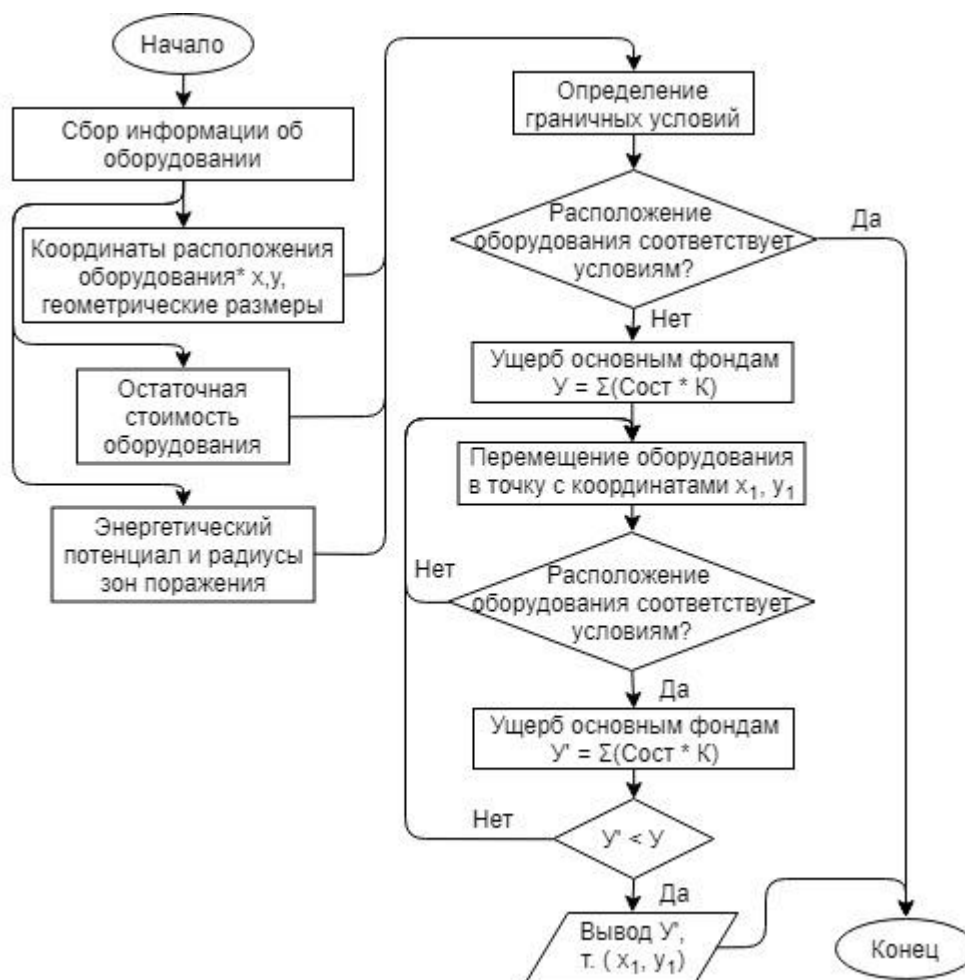 Начало
Сбор информации об
оборудовании
Координаты расположения
оборудования* x,y,
геометрические размеры
Остаточная
стоимость
оборудования
Энергетический
потенциал и радиусы
зон поражения
Определение
граничных условий
Расположение
оборудования соответствует
условиям?
Да
Нет
Ущерб основным фондам
У = Σ(Сост * К)
Перемещение оборудования
в точку с координатами x₁, y₁
Расположение
оборудования соответствует
условиям?
Нет
Да
Ущерб основным фондам
У' = Σ(Сост * К)
У' < У
Нет
Да
Вывод У',
т. ( x₁, y₁)
Конец